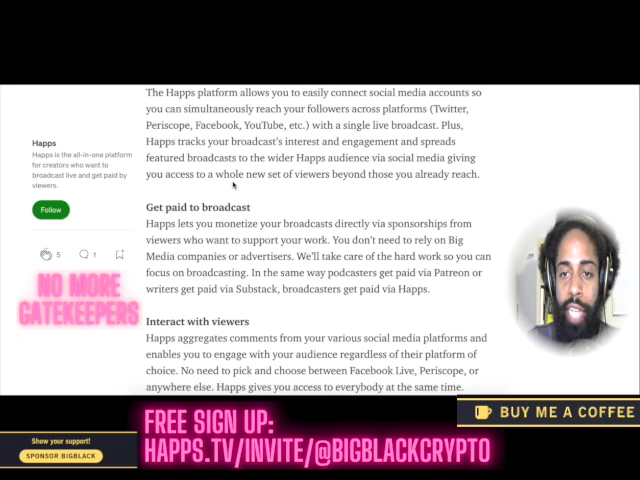 The Happs platform allows you to easily connect social media accounts so
you can simultaneously reach your followers across platforms (Twitter,
Periscope, Facebook, YouTube, etc.) with a single live broadcast. Plus,
Happs tracks your broadcast's interest and engagement and spreads
featured broadcasts to the wider Happs audience via social media giving
you access to a whole new set of viewers beyond those you already reach.
Happs
Happs is the all-in-one platform
for creators who want to
broadcast live and get paid by
viewers.
Follow
5 1
Get paid to broadcast
Happs lets you monetize your broadcasts directly via sponsorships from
viewers who want to support your work. You don't need to rely on Big
Media companies or advertisers. We'll take care of the hard work so you can
focus on broadcasting. In the same way podcasters get paid via Patreon or
writers get paid via Substack, broadcasters get paid via Happs.
NO MORE
GATEKEEPERS
Interact with viewers
Happs aggregates comments from your various social media platforms and
enables you to engage with your audience regardless of their platform of
choice. No need to pick and choose between Facebook Live, Periscope, or
anywhere else. Happs gives you access to everybody at the same time.
BUY ME A COFFEE
FREE SIGN UP:
HAPPS.TV/INVITE/@BIGBLACKCRYPTO
Show your support!
SPONSOR BIGBLACK